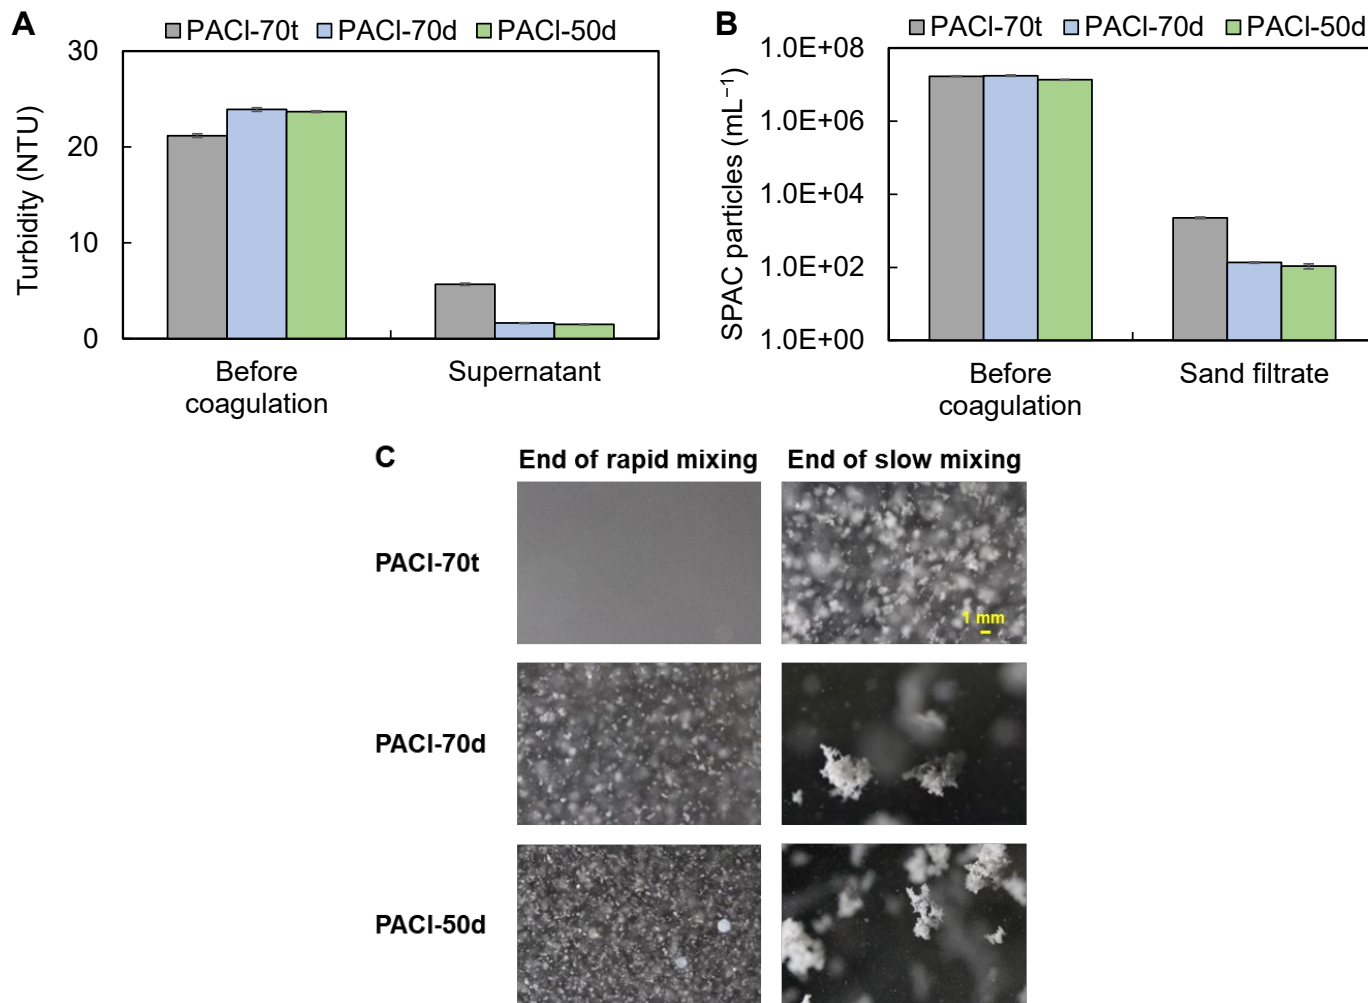 A
PACl-70t PACl-70d PACl-50d
30
20
10
0
Turbidity (NTU)
Before
coagulation
Supernatant
B
PACl-70t PACl-70d PACl-50d
1.0E+08
1.0E+06
1.0E+04
1.0E+02
1.0E+00
SPAC particles (mL⁻¹)
Before
coagulation
Sand filtrate
C
End of rapid mixing End of slow mixing
PACl-70t
1 mm
PACl-70d
PACl-50d